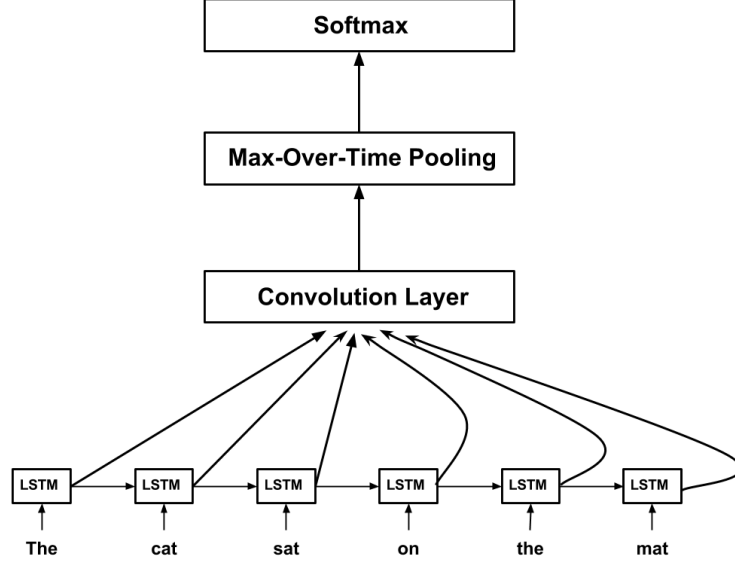 Softmax
Max-Over-Time Pooling
Convolution Layer
LSTM LSTM LSTM LSTM LSTM LSTM
The cat sat on the mat